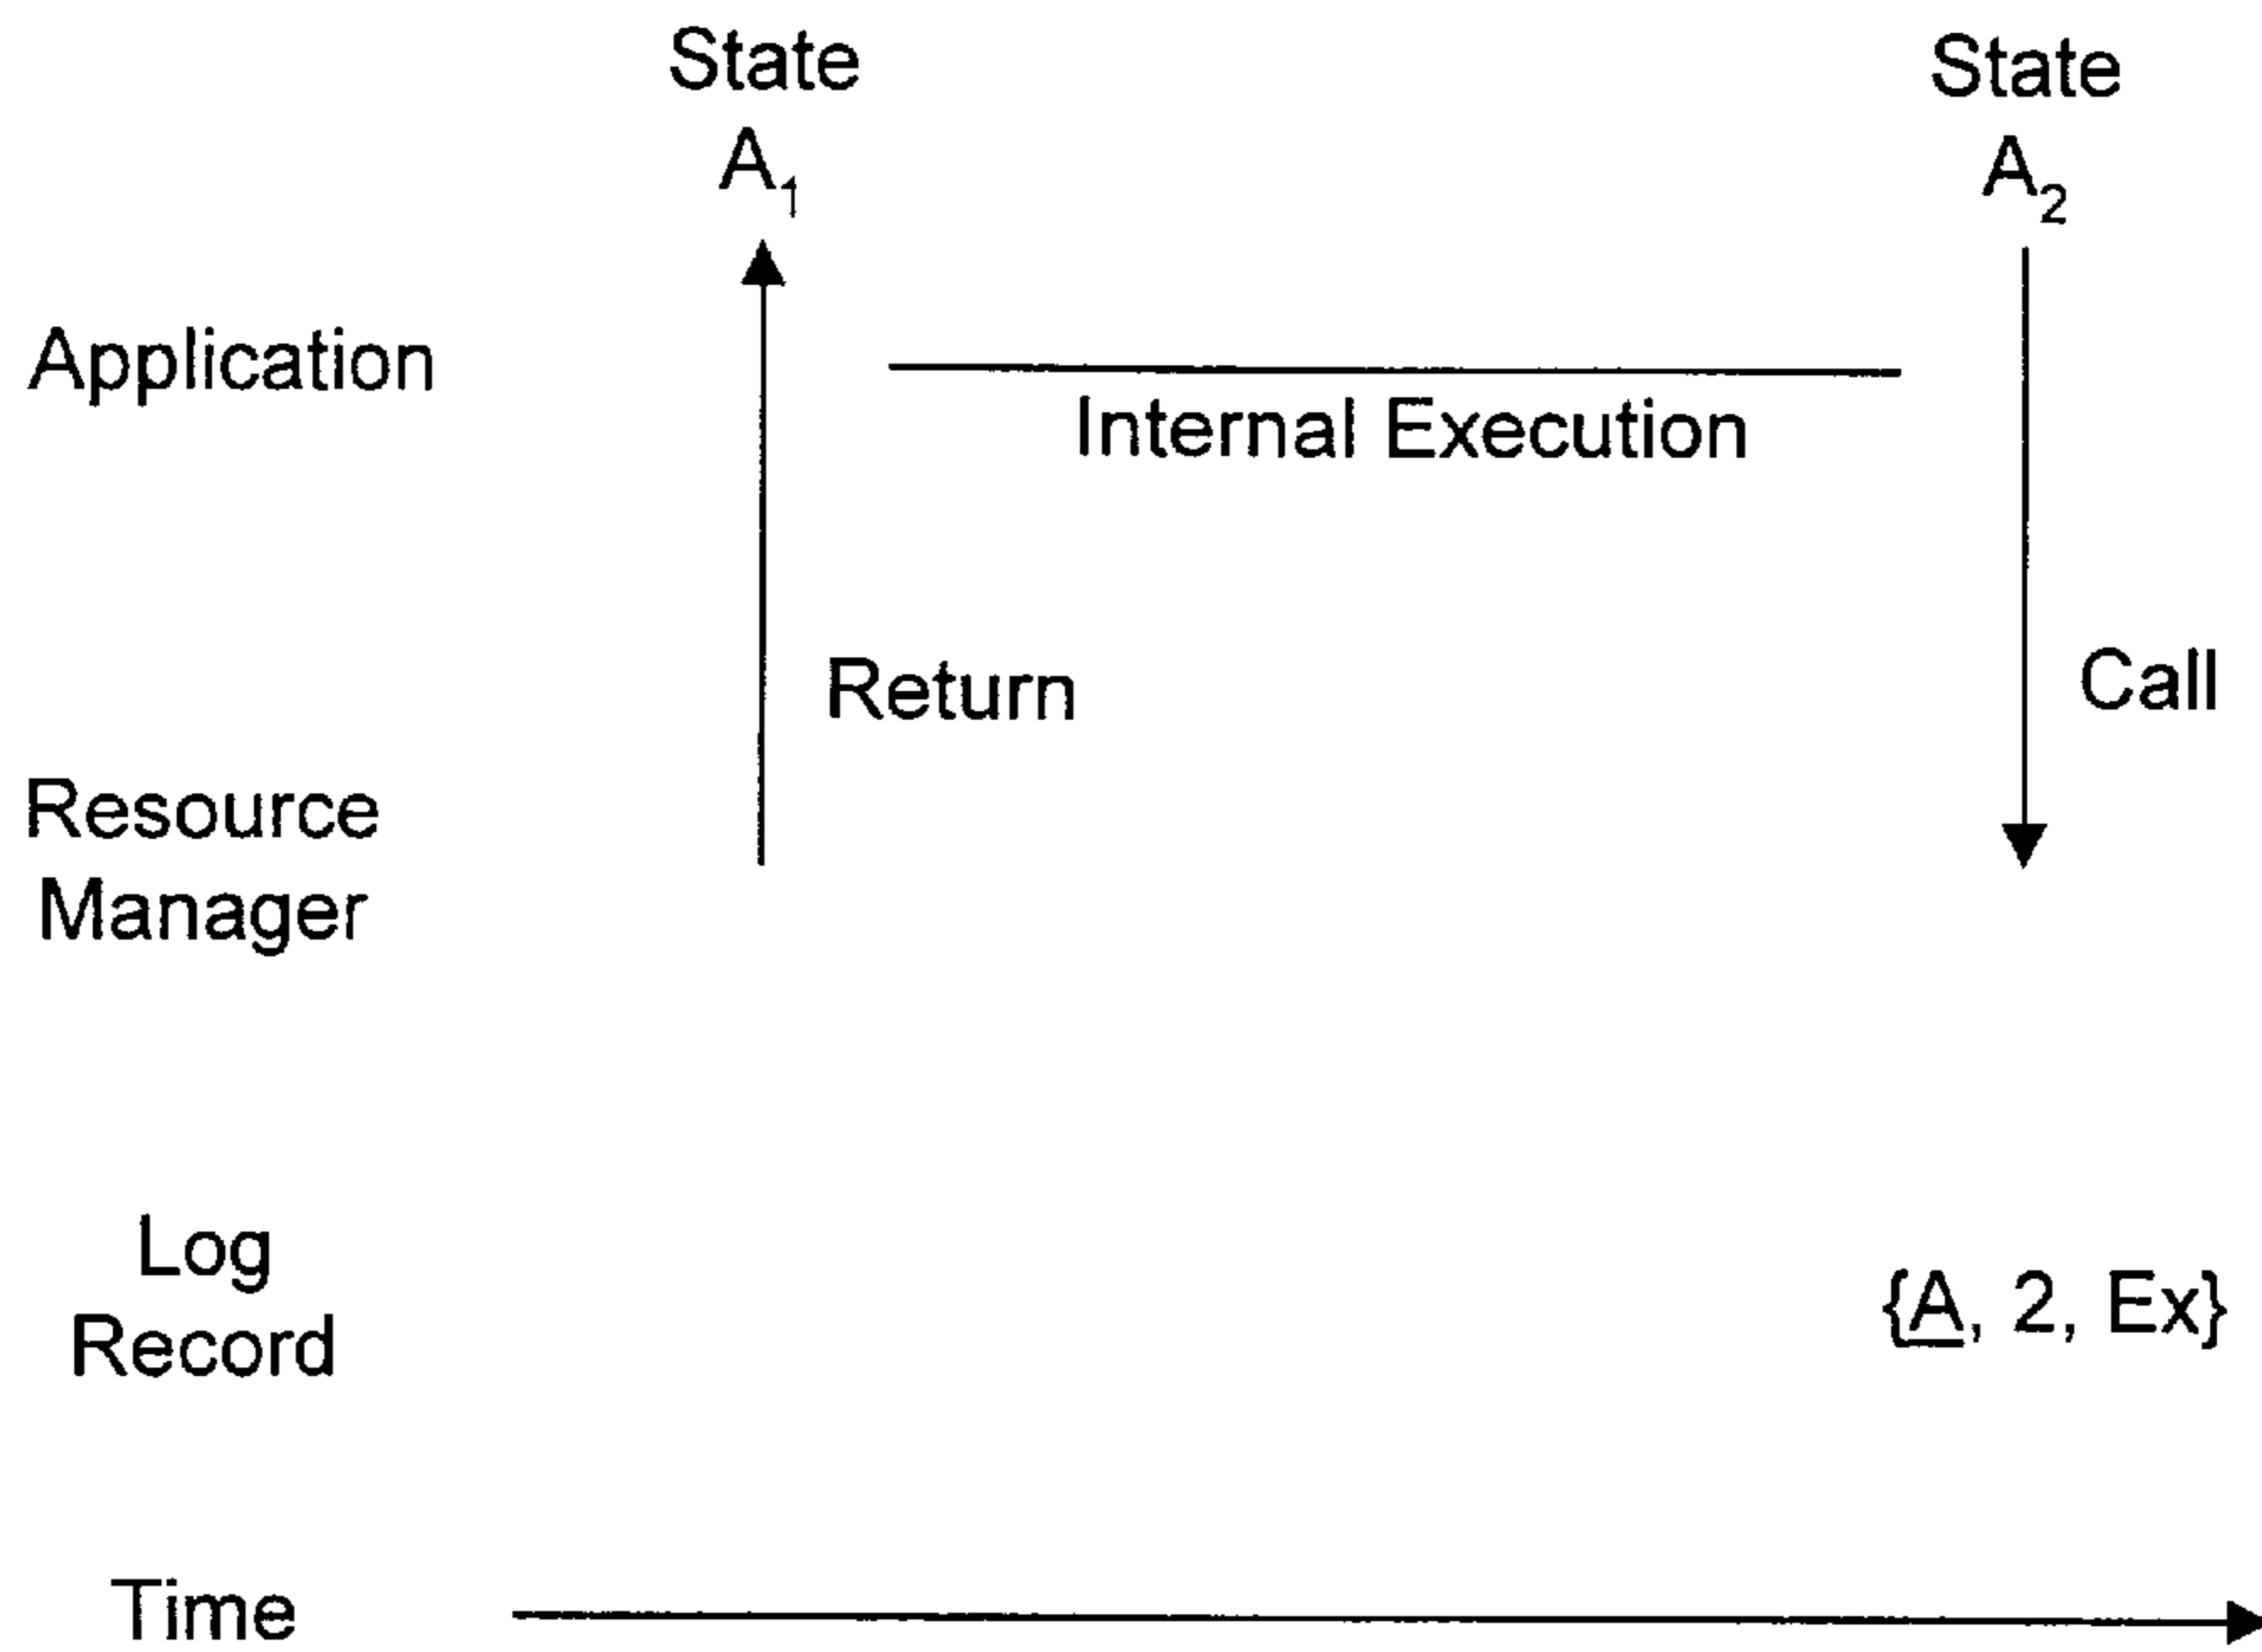 State
A₁
State
A₂
Application
Internal Execution
Return
Call
Resource
Manager
Log
Record
{A, 2, Ex}
Time